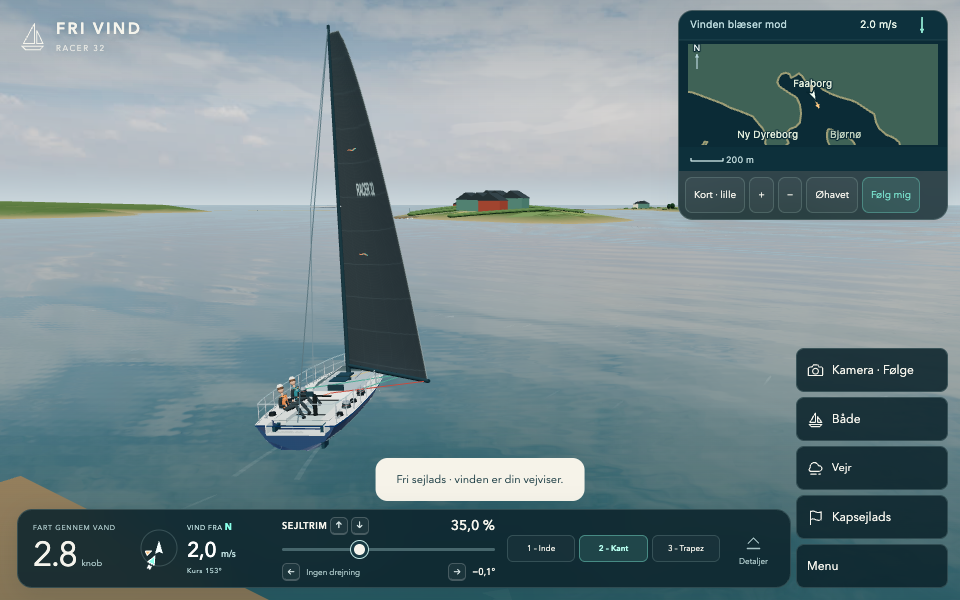 FRI VIND
RACER 32
Vinden blæser mod 2.0 m/s
N
Faaborg
Ny Dyreborg Bjørnø
200 m
Kort · lille + − Øhavet Følg mig
RACER 32
Kamera · Følge
Både
Vejr
Kapsejlads
Menu
Fri sejlads · vinden er din vejviser.
FART GENNEM VAND
2.8 knob
VIND FRA N
2,0 m/s
Kurs 153°
SEJLTRIM ↑ ↓ 35,0 %
← Ingen drejning → −0,1°
1 – Inde 2 – Kant 3 – Trapez
Detaljer